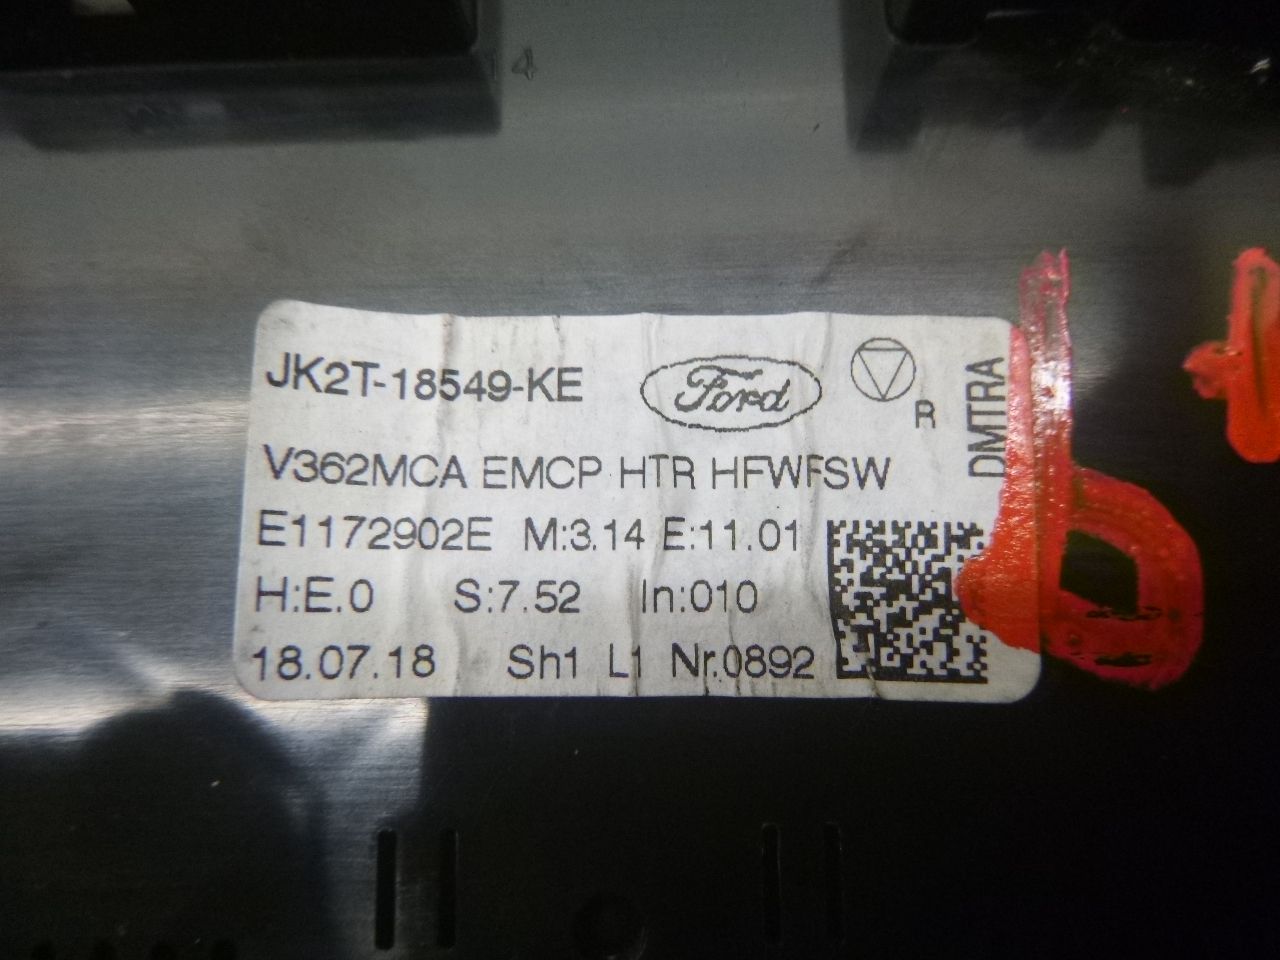 4
JK2T-18549-KE
Ford
R
DMTRA
V362MCA EMCP HTR HFWFSW
E1172902E M:3.14 E:11.01
H:E.0 S:7.52 In:010
18.07.18 Sh1 L1 Nr.0892